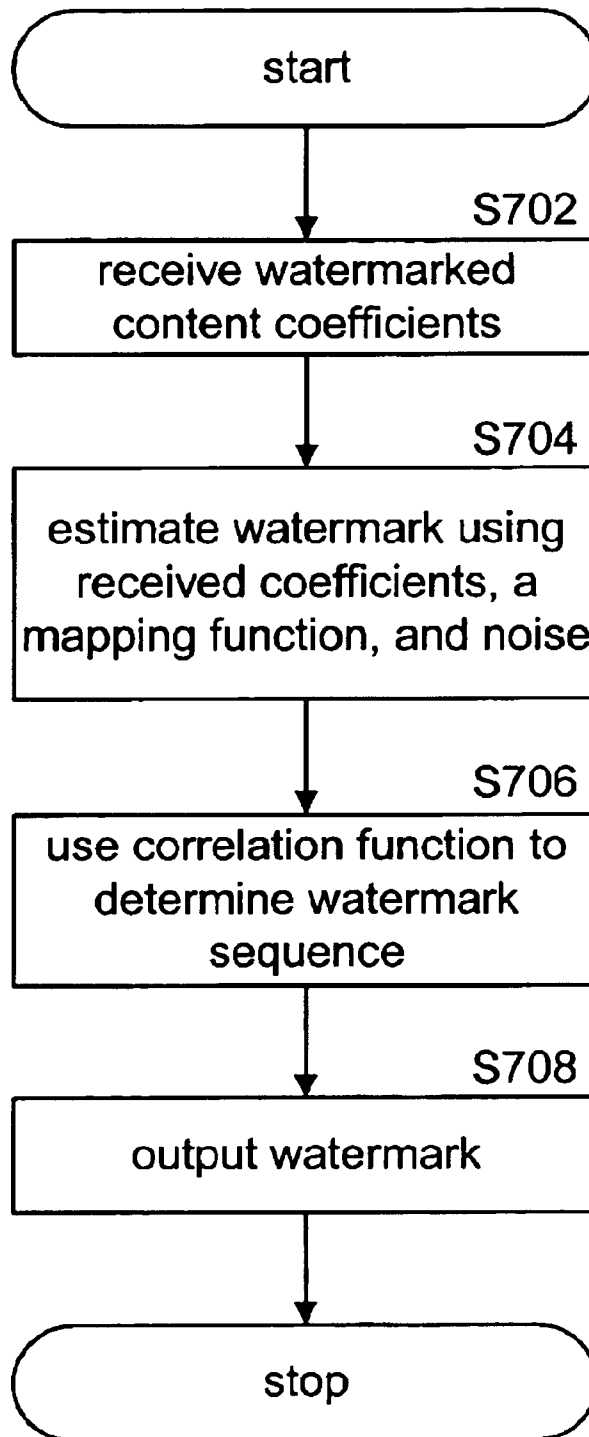 start
S702
receive watermarked
content coefficients
S704
estimate watermark using
received coefficients, a
mapping function, and noise
S706
use correlation function to
determine watermark
sequence
S708
output watermark
stop